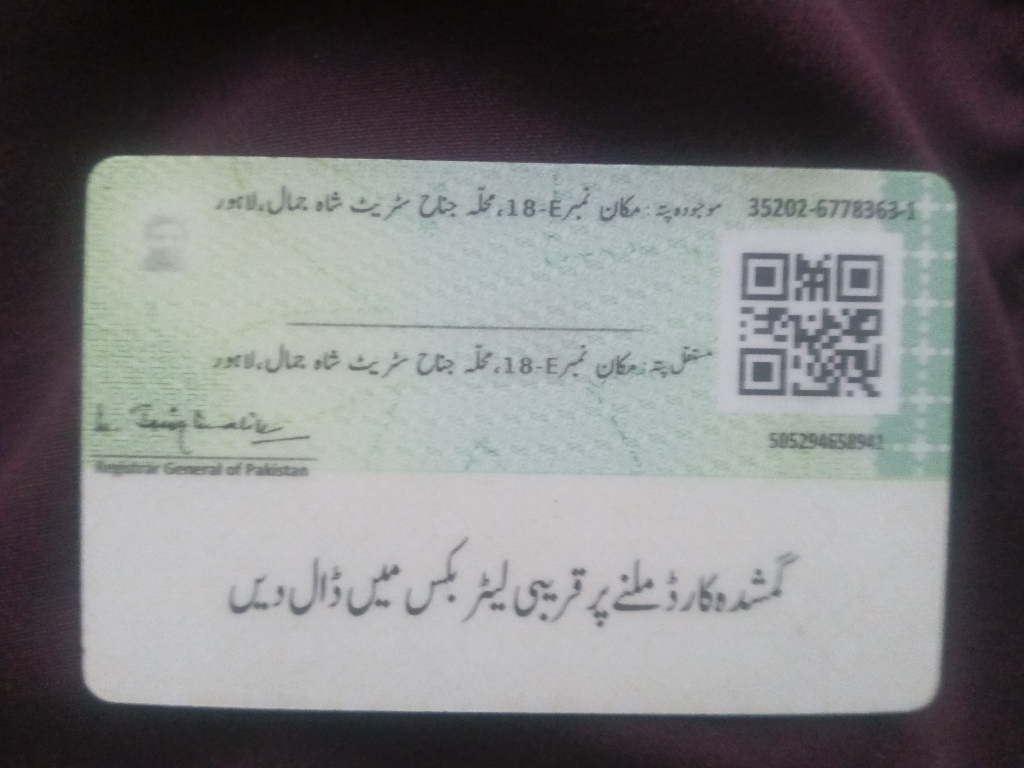 35202-6778363-1 موجودہ پتہ: مکان نمبر 18-E، محلّہ جناح سٹریٹ شاہ جمال، لاہور
مستقل پتہ: مکان نمبر 18-E، محلّہ جناح سٹریٹ شاہ جمال، لاہور
505294658941
Registrar General of Pakistan
گمشدہ کارڈ ملنے پر قریبی لیٹر بکس میں ڈال دیں